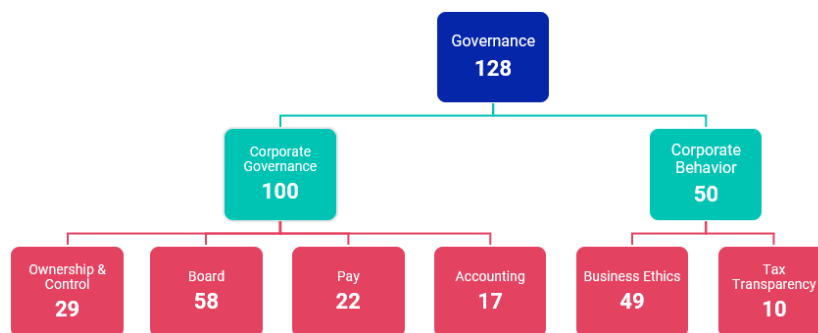 Governance
128
Corporate
Governance
100
Corporate
Behavior
50
Ownership &
Control
29
Board
58
Pay
22
Accounting
17
Business Ethics
49
Tax
Transparency
10